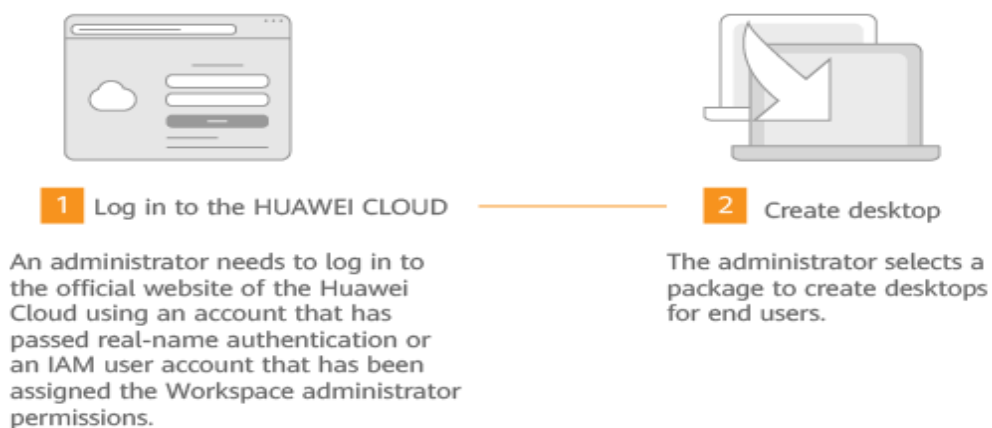 1 Log in to the HUAWEI CLOUD
An administrator needs to log in to
the official website of the Huawei
Cloud using an account that has
passed real-name authentication or
an IAM user account that has been
assigned the Workspace administrator
permissions.
2 Create desktop
The administrator selects a
package to create desktops
for end users.